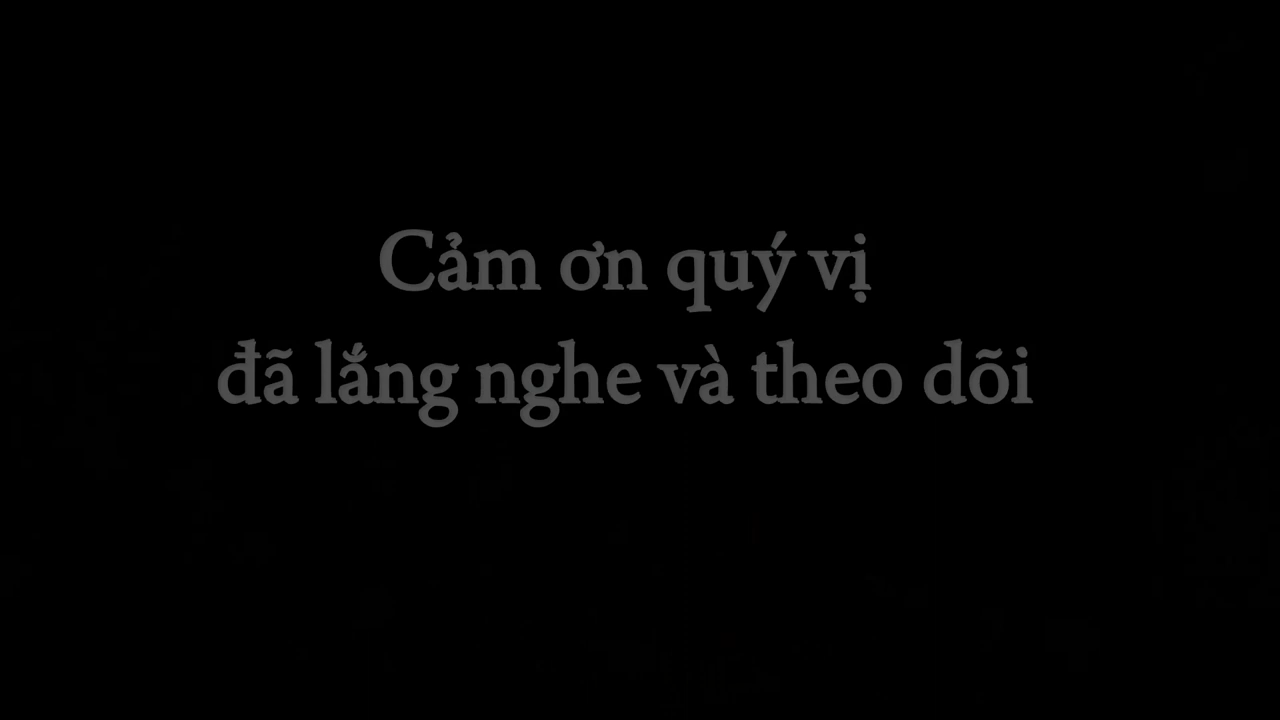 Cảm ơn quý vị
đã lắng nghe và theo dõi